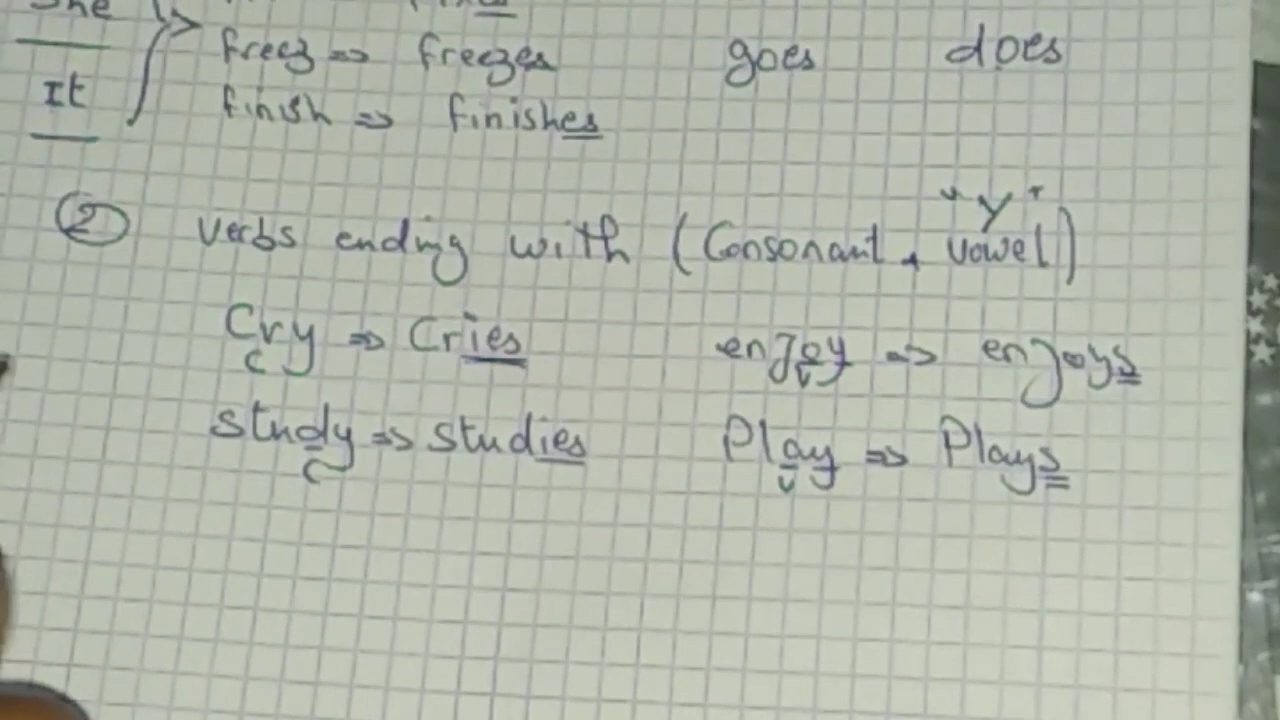 She
It
freez => freezes goes does
finish => finishes
② Verbs ending with (Consonant + vowel) "y"
Cry => Cries enjoy => enjoys
c v
study => studies Play => Plays
c v